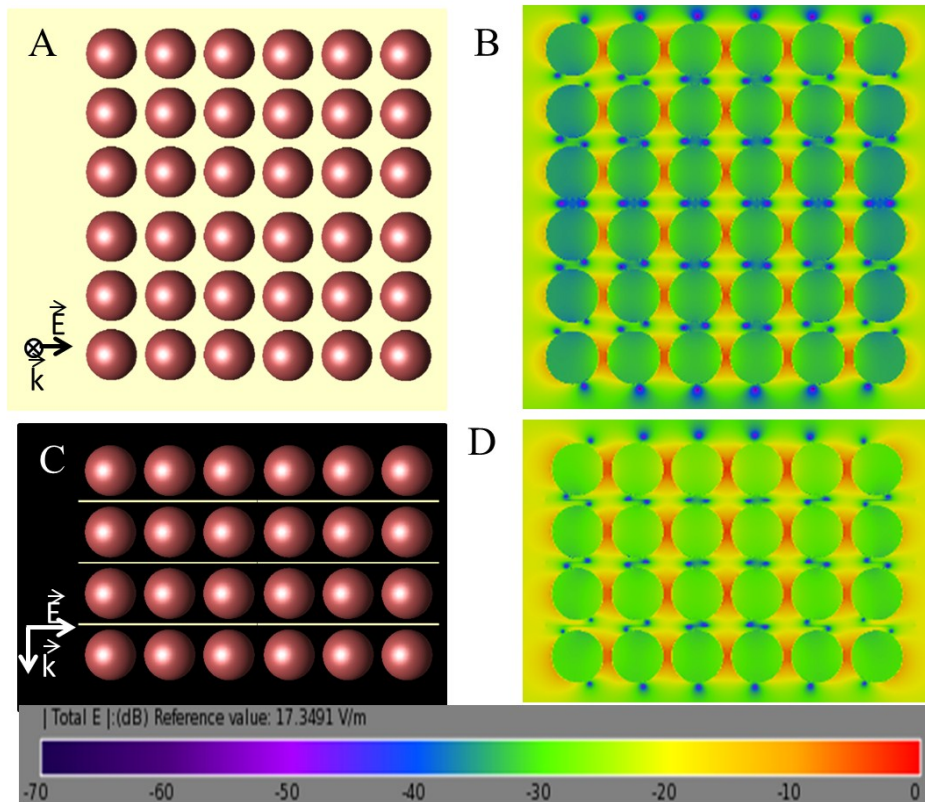 A
B
E
k
C
D
E
k
| Total E |:(dB) Reference value: 17.3491 V/m
-70 -60 -50 -40 -30 -20 -10 0